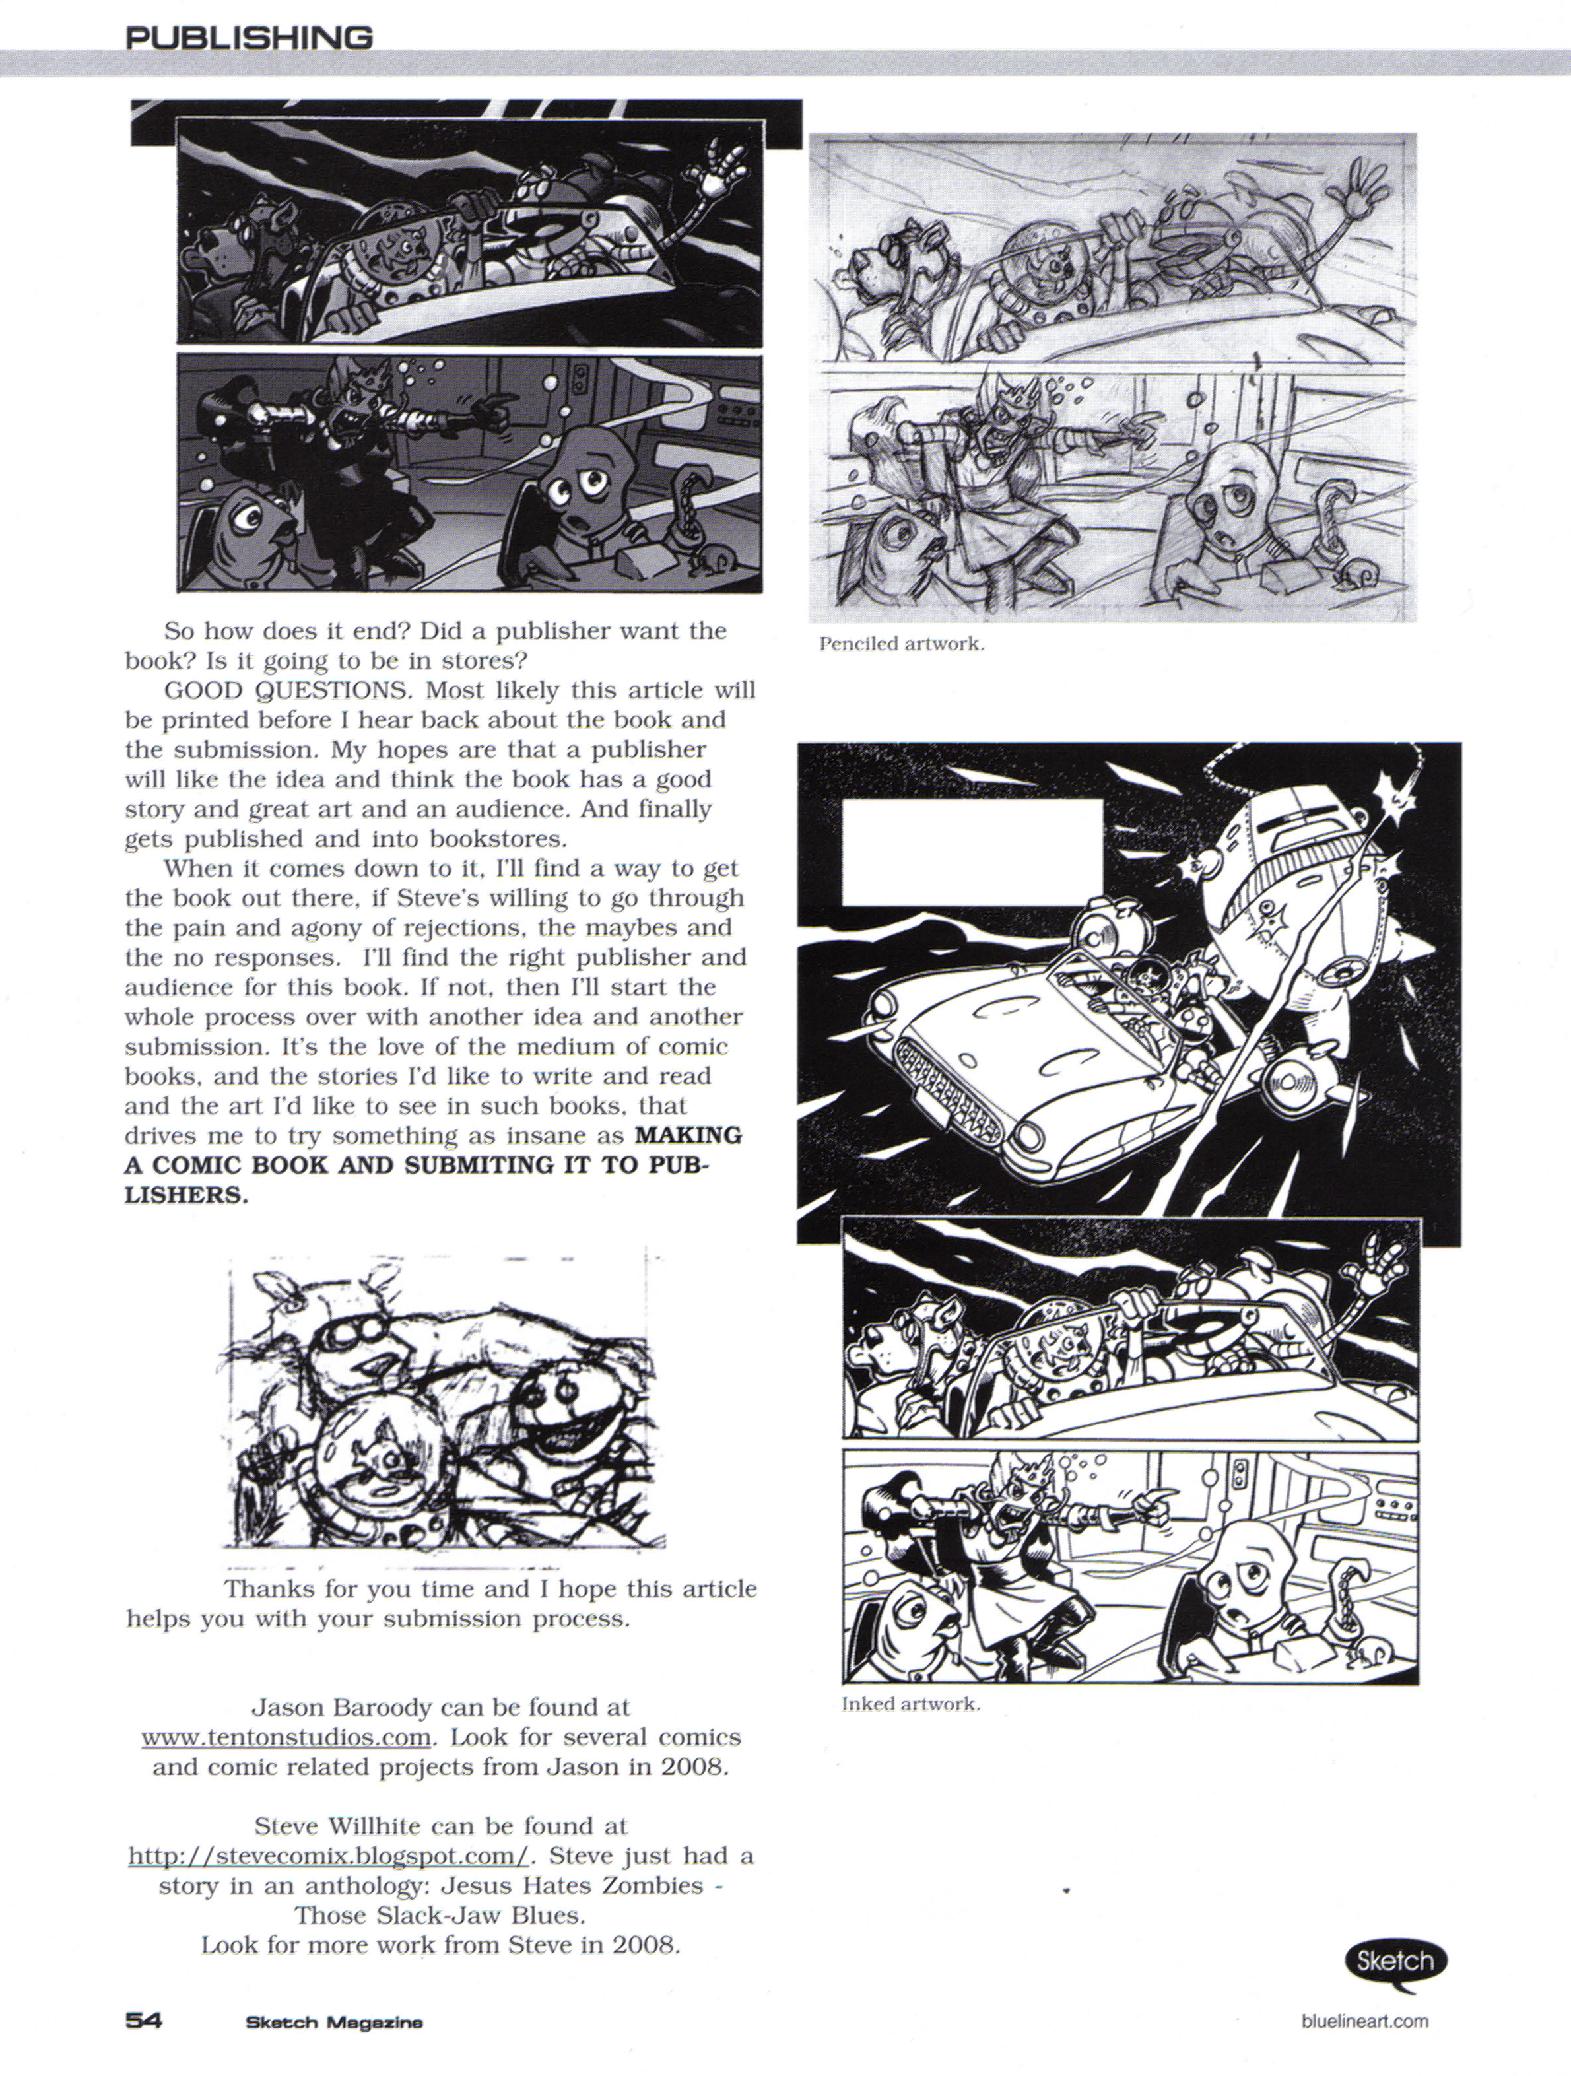 PUBLISHING
So how does it end? Did a publisher want the
book? Is it going to be in stores?
GOOD QUESTIONS. Most likely this article will
be printed before I hear back about the book and
the submission. My hopes are that a publisher
will like the idea and think the book has a good
story and great art and an audience. And finally
gets published and into bookstores.
When it comes down to it, I'll find a way to get
the book out there, if Steve's willing to go through
the pain and agony of rejections, the maybes and
the no responses.  I'll find the right publisher and
audience for this book. If not, then I'll start the
whole process over with another idea and another
submission. It's the love of the medium of comic
books, and the stories I'd like to write and read
and the art I'd like to see in such books, that
drives me to try something as insane as MAKING
A COMIC BOOK AND SUBMITING IT TO PUB-
LISHERS.
Thanks for you time and I hope this article
helps you with your submission process.
Jason Baroody can be found at
www.tentonstudios.com. Look for several comics
and comic related projects from Jason in 2008.
Steve Willhite can be found at
http://stevecomix.blogspot.com/. Steve just had a
story in an anthology: Jesus Hates Zombies -
Those Slack-Jaw Blues.
Look for more work from Steve in 2008.
Penciled artwork.
Inked artwork.
Sketch
54 Sketch Magazine
bluelineart.com